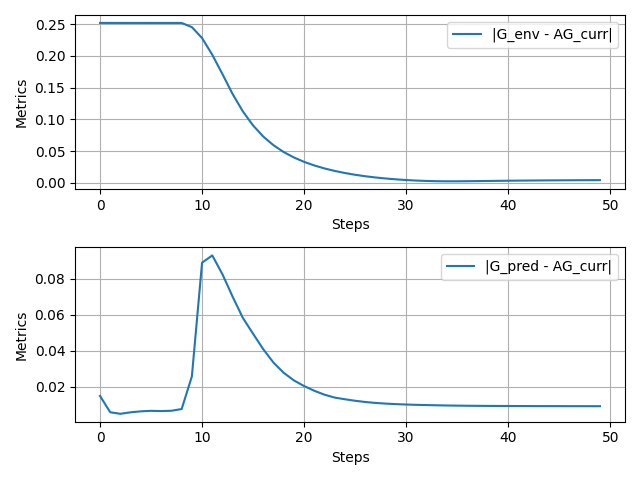 0.25
0.20
0.15
0.10
0.05
0.00
Metrics
|G_env - AG_curr|
0 10 20 30 40 50
Steps
0.08
0.06
0.04
0.02
Metrics
|G_pred - AG_curr|
0 10 20 30 40 50
Steps